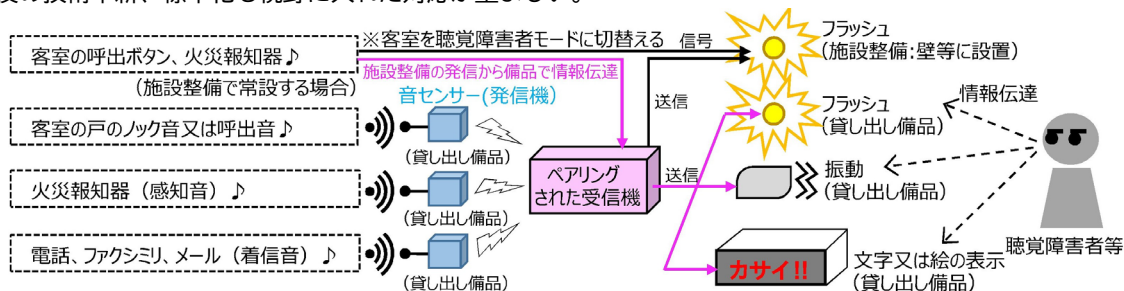 客室の呼出ボタン、火災報知器♪
(施設整備で常設する場合)
※客室を聴覚障害者モードに切替える 信号
施設整備の発信から備品で情報伝達
音センサー(発信機)
客室の戸のノック音又は呼出音♪
(貸し出し備品)
火災報知器（感知音）♪
(貸し出し備品)
電話、ファクシミリ、メール（着信音）♪
(貸し出し備品)
ペアリング
された受信機
送信
送信
フラッシュ
(施設整備:壁等に設置）
フラッシュ
(貸し出し備品)
振動
(貸し出し備品)
カサイ!!
文字又は絵の表示
(貸し出し備品)
情報伝達
聴覚障害者等